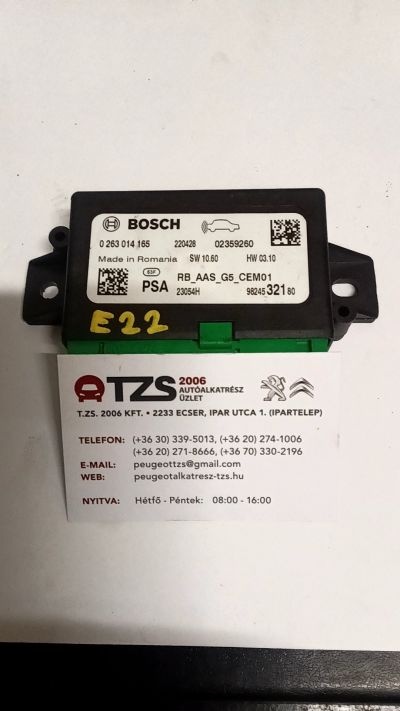 BOSCH
0 263 014 165 220428 02359260
Made in Romania SW 10.60 HW 03.10
RB_AAS_G5_CEM01
PSA 23054H 98245 321 80
E22
TZS 2006
AUTÓALKATRÉSZ
ÜZLET
T.ZS. 2006 KFT. • 2233 ECSER, IPAR UTCA 1. (IPARTELEP)
TELEFON: (+36 30) 339-5013, (+36 20) 274-1006
(+36 20) 271-8666, (+36 70) 330-2196
E-MAIL: peugeottzs@gmail.com
WEB: peugeotalkatresz-tzs.hu
NYITVA: Hétfő - Péntek: 08:00 - 16:00